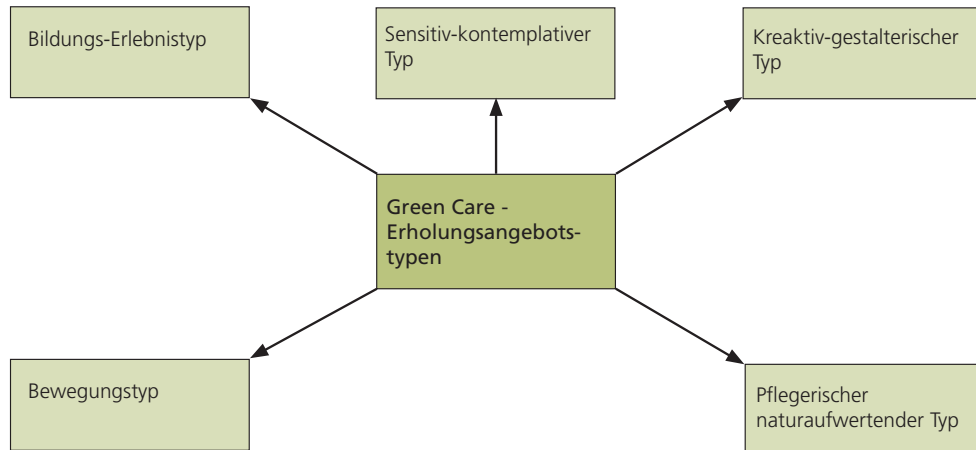 Bildungs-Erlebnistyp
Sensitiv-kontemplativer
Typ
Kreaktiv-gestalterischer
Typ
Green Care -
Erholungsangebots-
typen
Bewegungstyp
Pflegerischer
naturaufwertender Typ